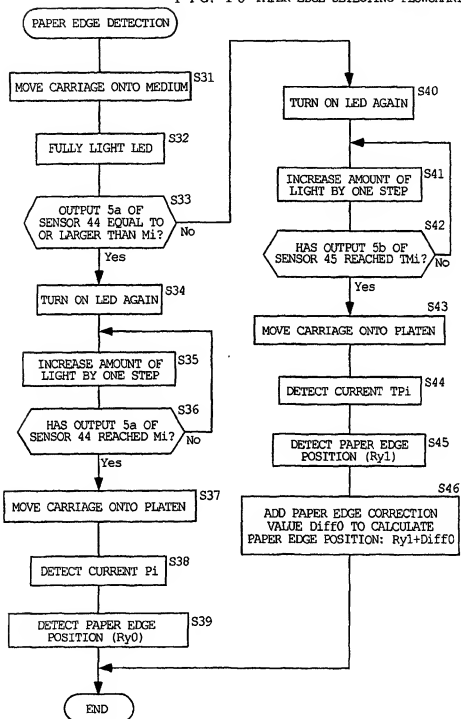 PAPER EDGE DETECTING FLOWCHART
PAPER EDGE DETECTION
S31
MOVE CARRIAGE ONTO MEDIUM
S32
FULLY LIGHT LED
S33
OUTPUT 5a OF
SENSOR 44 EQUAL TO
OR LARGER THAN Mi?
No
Yes
S34
TURN ON LED AGAIN
S35
INCREASE AMOUNT OF
LIGHT BY ONE STEP
S36
HAS OUTPUT 5a OF
SENSOR 44 REACHED Mi?
No
Yes
S37
MOVE CARRIAGE ONTO PLATEN
S38
DETECT CURRENT Pi
S39
DETECT PAPER EDGE
POSITION (Ry0)
END
S40
TURN ON LED AGAIN
S41
INCREASE AMOUNT OF
LIGHT BY ONE STEP
S42
HAS OUTPUT 5b OF
SENSOR 45 REACHED TMi?
No
Yes
S43
MOVE CARRIAGE ONTO PLATEN
S44
DETECT CURRENT TPi
S45
DETECT PAPER EDGE
POSITION (Ry1)
S46
ADD PAPER EDGE CORRECTION
VALUE Diff0 TO CALCULATE
PAPER EDGE POSITION: Ry1+Diff0